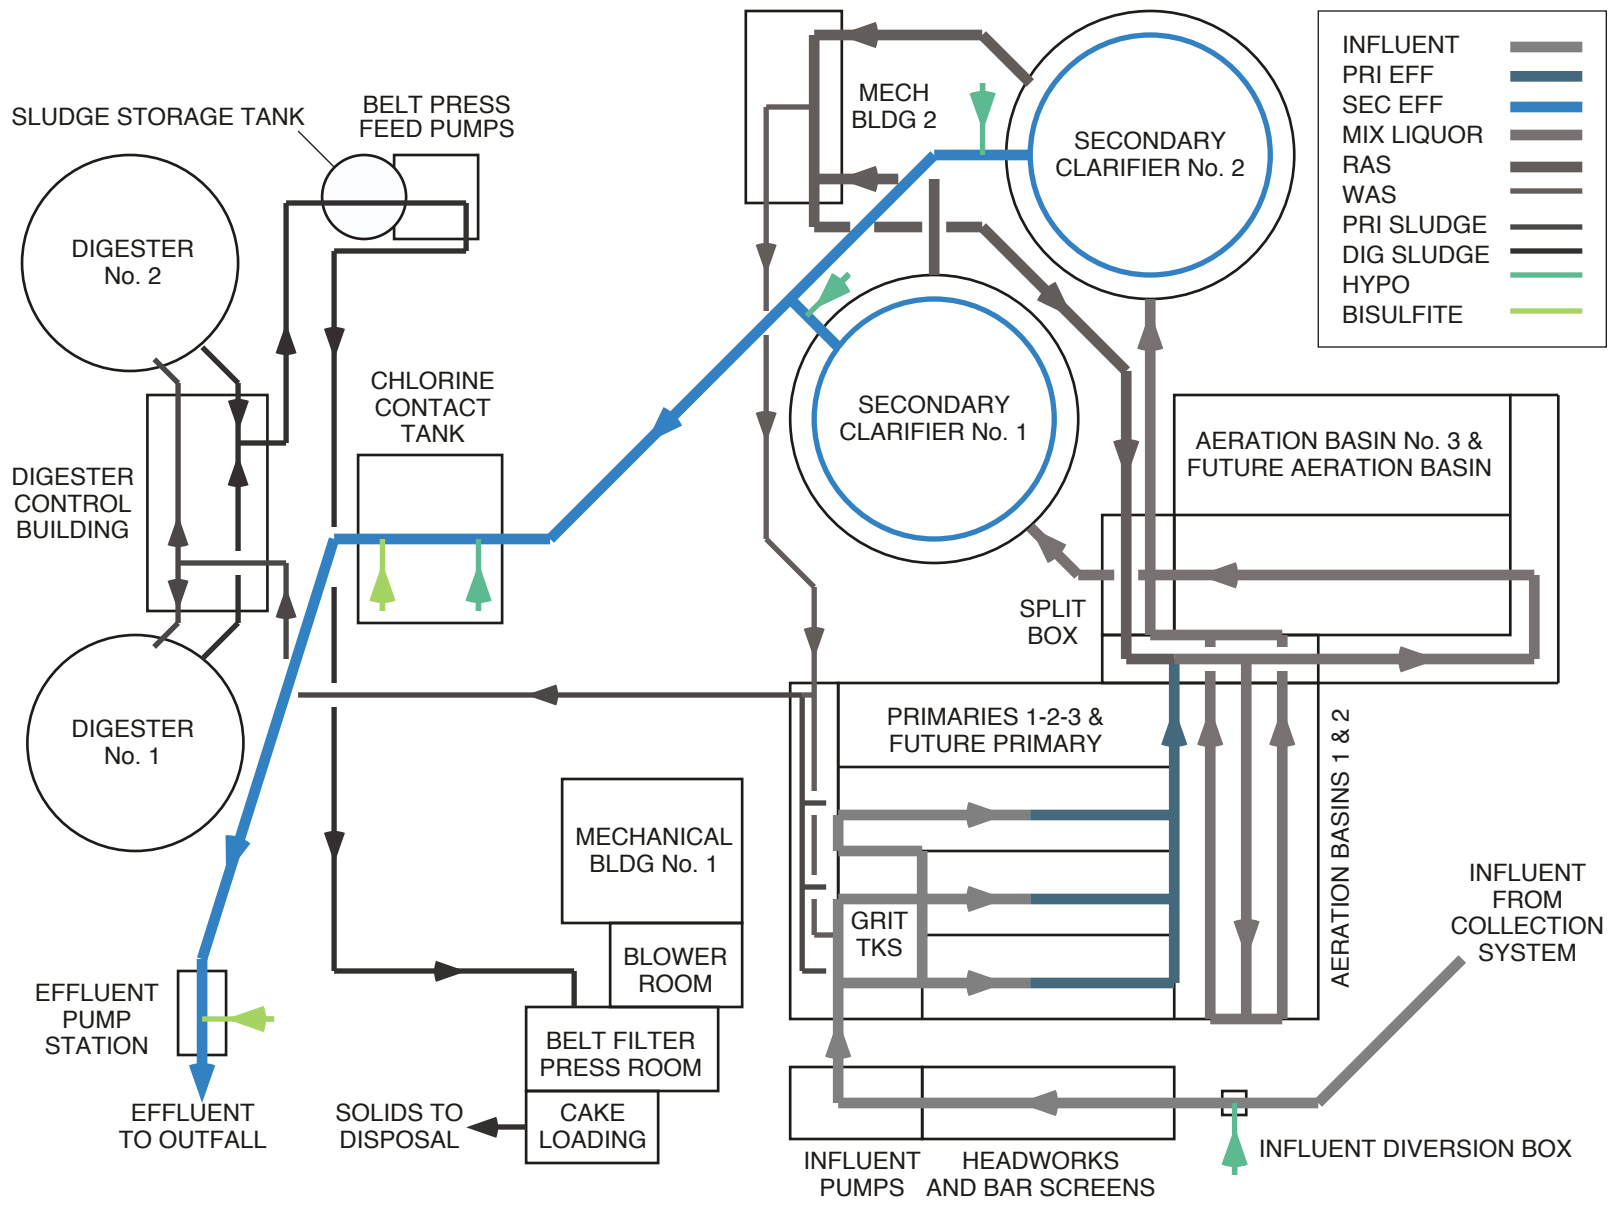 INFLUENT
PRI EFF
SEC EFF
MIX LIQUOR
RAS
WAS
PRI SLUDGE
DIG SLUDGE
HYPO
BISULFITE
SLUDGE STORAGE TANK
BELT PRESS
FEED PUMPS
MECH
BLDG 2
SECONDARY
CLARIFIER No. 2
DIGESTER
No. 2
CHLORINE
CONTACT
TANK
SECONDARY
CLARIFIER No. 1
AERATION BASIN No. 3 &
FUTURE AERATION BASIN
DIGESTER
CONTROL
BUILDING
SPLIT
BOX
DIGESTER
No. 1
PRIMARIES 1-2-3 &
FUTURE PRIMARY
AERATION BASINS 1 & 2
MECHANICAL
BLDG No. 1
GRIT
TKS
INFLUENT
FROM
COLLECTION
SYSTEM
BLOWER
ROOM
EFFLUENT
PUMP
STATION
BELT FILTER
PRESS ROOM
EFFLUENT
TO OUTFALL
SOLIDS TO
DISPOSAL
CAKE
LOADING
INFLUENT DIVERSION BOX
INFLUENT
PUMPS
HEADWORKS
AND BAR SCREENS